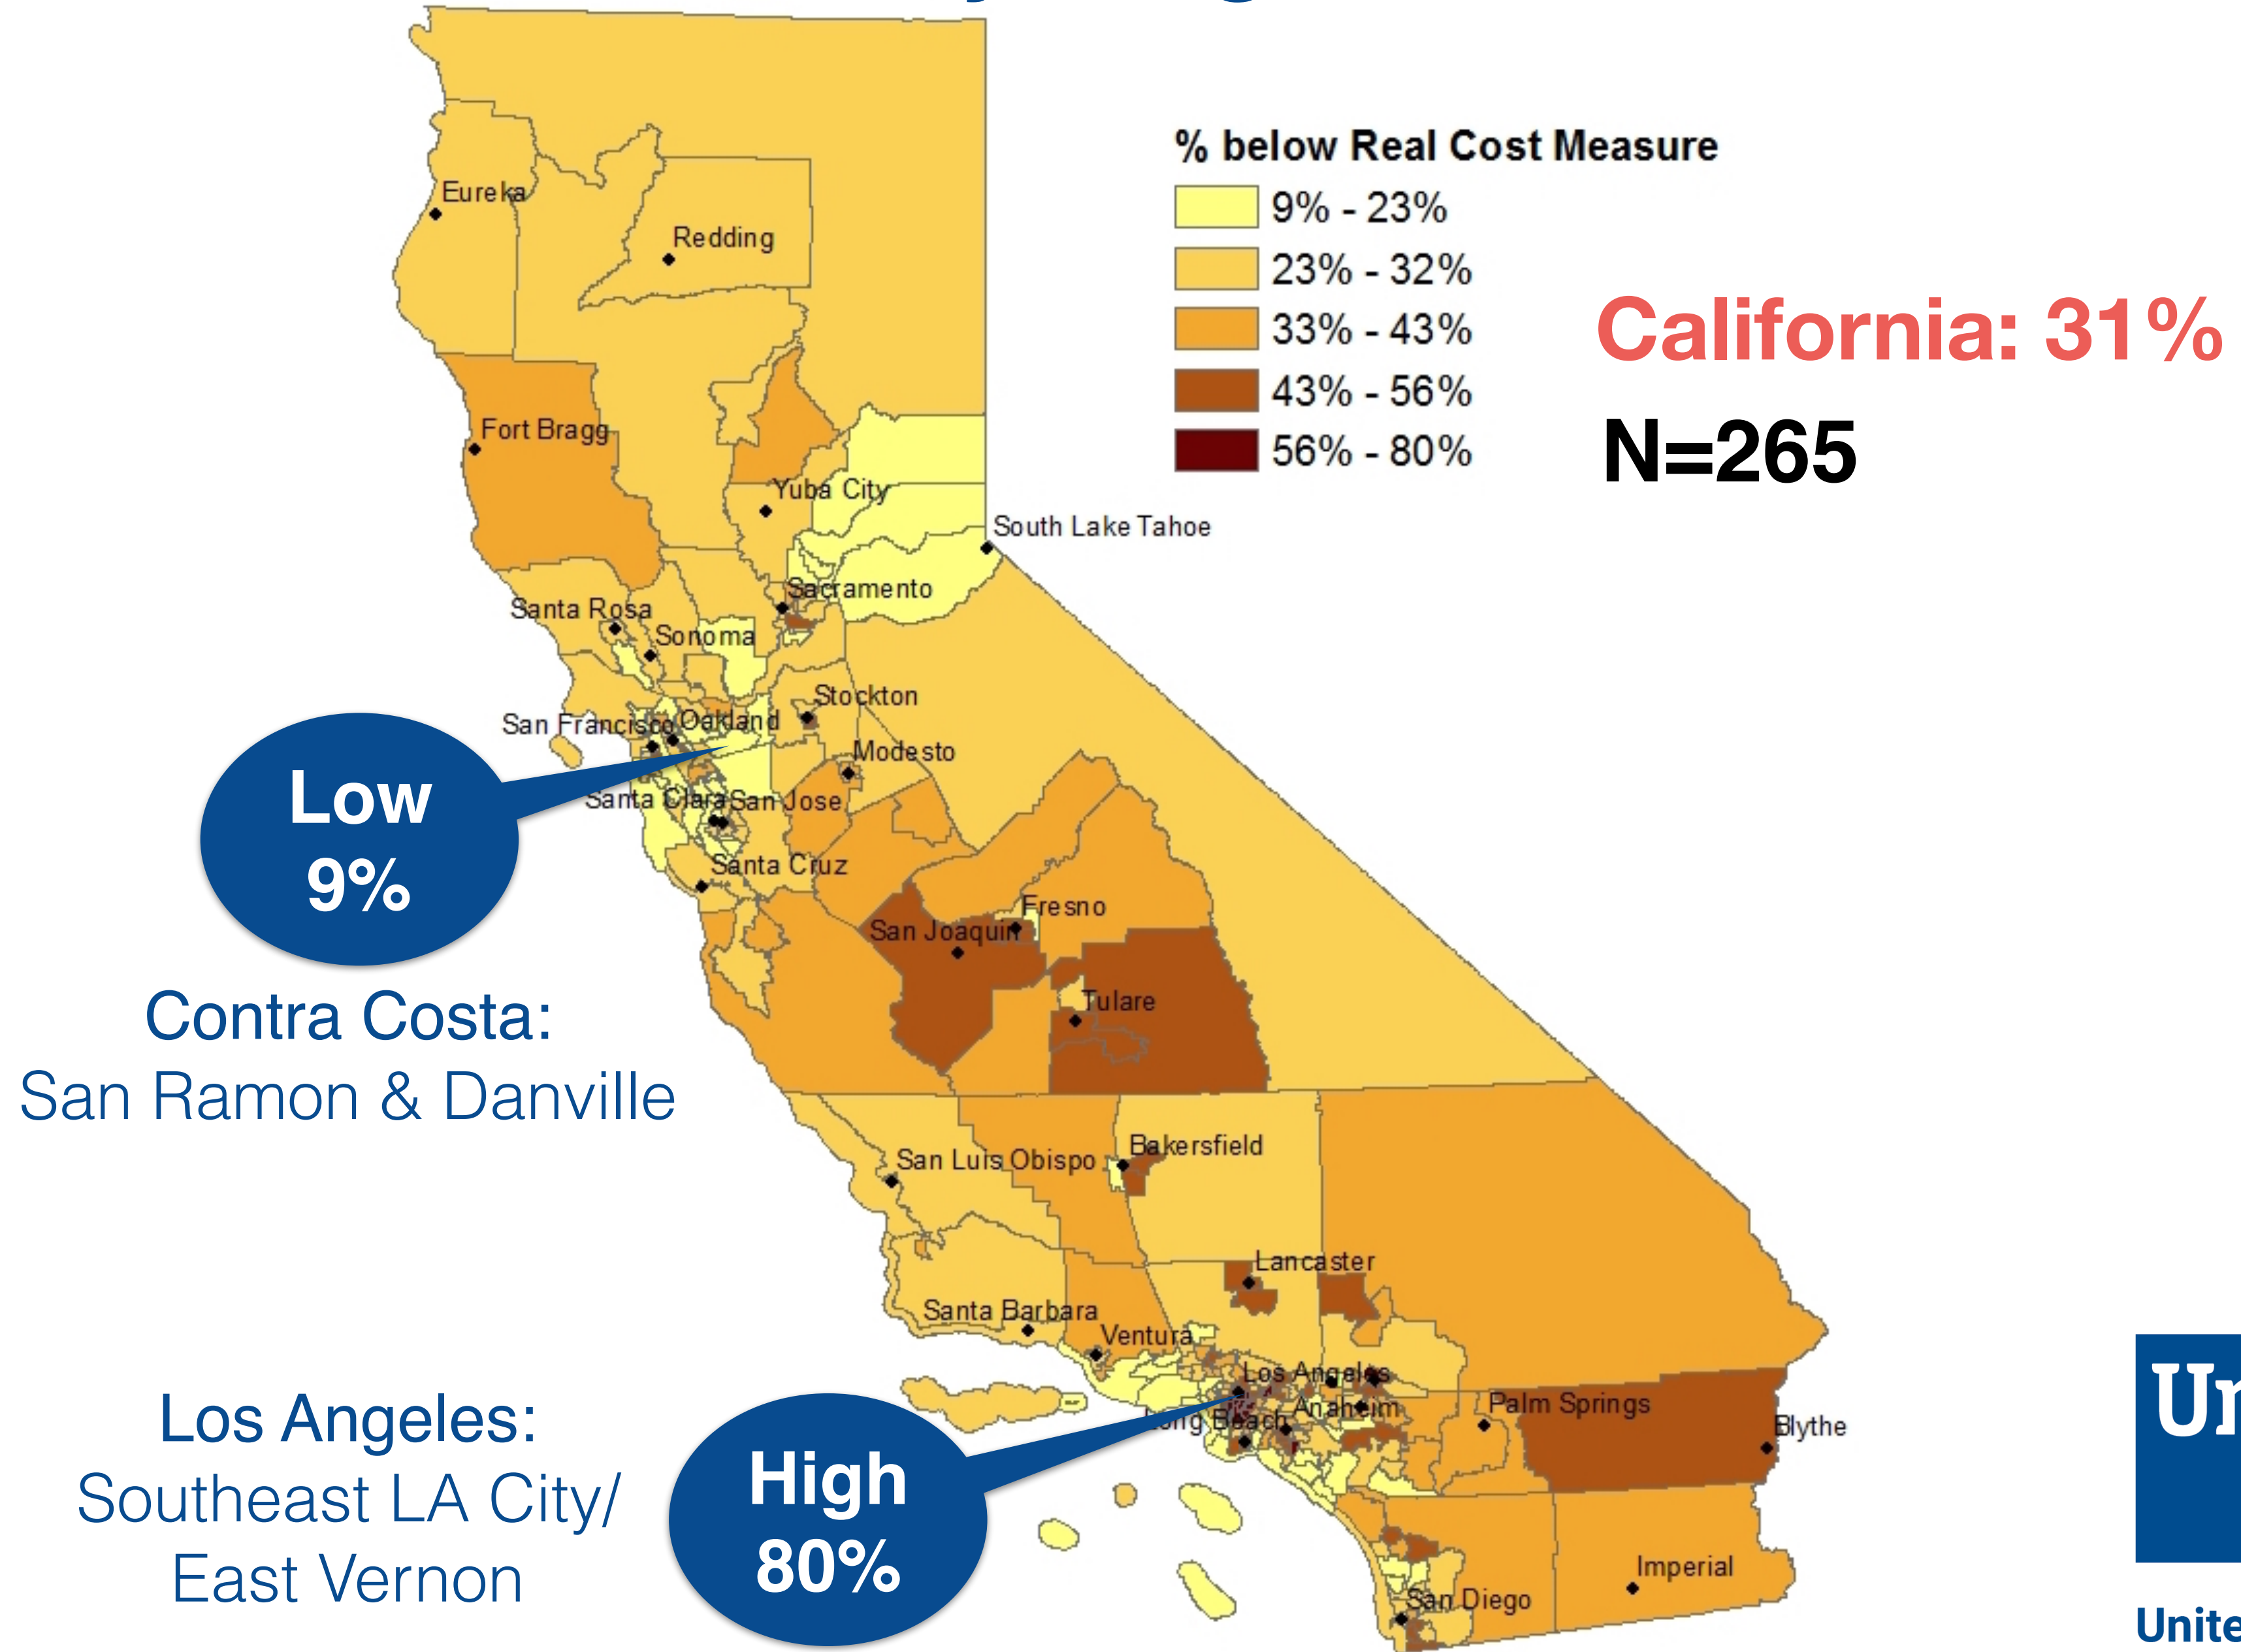 % below Real Cost Measure
9% - 23%
23% - 32%
33% - 43%
43% - 56%
56% - 80%
California: 31%
N=265
Eureka
Redding
Fort Bragg
Yuba City
South Lake Tahoe
Sacramento
Santa Rosa
Sonoma
Stockton
San Francisco
Oakland
Modesto
Santa Clara
San Jose
Santa Cruz
Low
9%
Contra Costa:
San Ramon & Danville
Fresno
San Joaquin
Tulare
Bakersfield
San Luis Obispo
Lancaster
Santa Barbara
Ventura
Los Angeles
Anaheim
Long Beach
Palm Springs
Blythe
Los Angeles:
Southeast LA City/
East Vernon
High
80%
Imperial
San Diego
Un
Unite